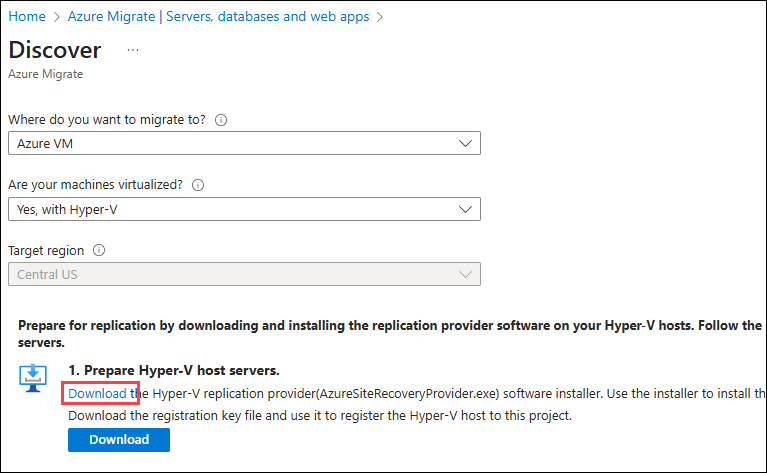 Home > Azure Migrate | Servers, databases and web apps >
Discover ...
Azure Migrate
Where do you want to migrate to?
Azure VM
Are your machines virtualized?
Yes, with Hyper-V
Target region
Central US
Prepare for replication by downloading and installing the replication provider software on your Hyper-V hosts. Follow the
servers.
1. Prepare Hyper-V host servers.
Download the Hyper-V replication provider(AzureSiteRecoveryProvider.exe) software installer. Use the installer to install th
Download the registration key file and use it to register the Hyper-V host to this project.
Download